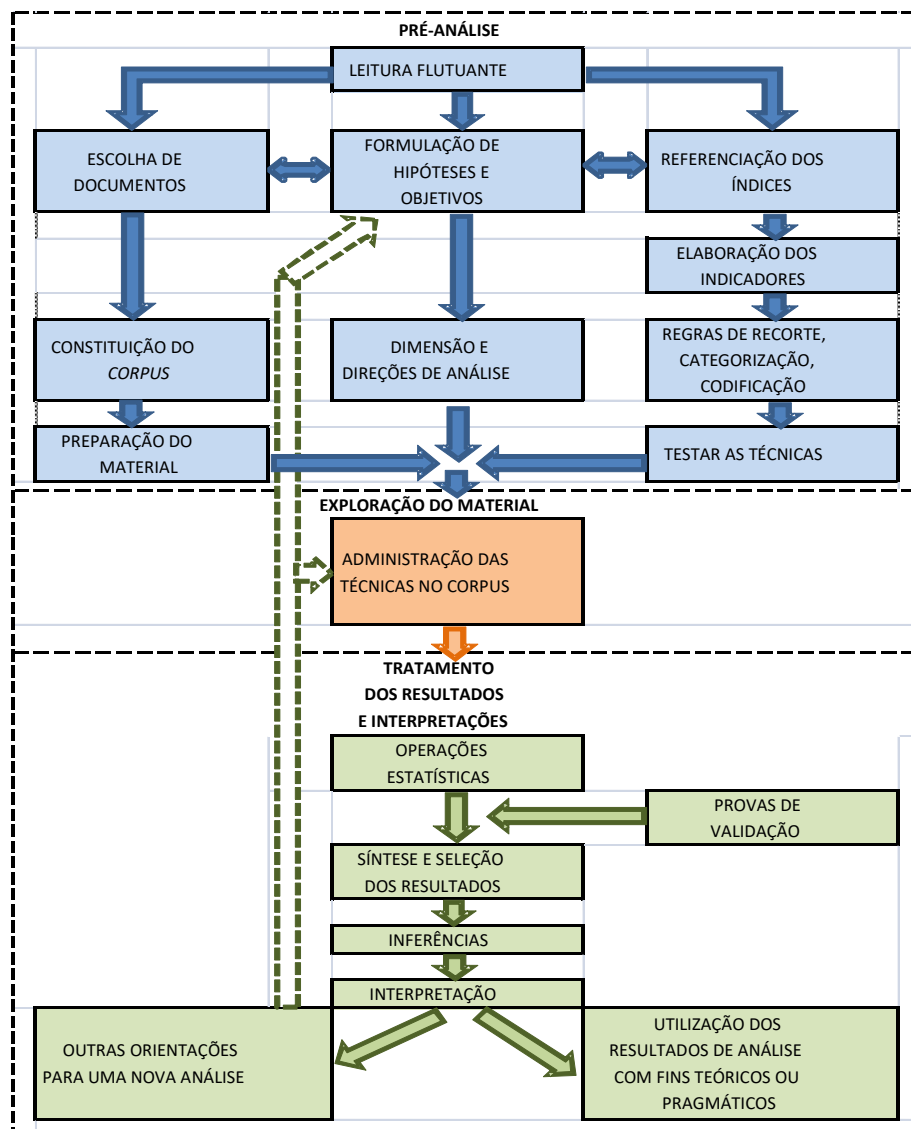 PRÉ-ANÁLISE
LEITURA FLUTUANTE
ESCOLHA DE
DOCUMENTOS
FORMULAÇÃO DE
HIPÓTESES E
OBJETIVOS
REFERENCIAÇÃO DOS
ÍNDICES
ELABORAÇÃO DOS
INDICADORES
CONSTITUIÇÃO DO
CORPUS
DIMENSÃO E
DIREÇÕES DE ANÁLISE
REGRAS DE RECORTE,
CATEGORIZAÇÃO,
CODIFICAÇÃO
PREPARAÇÃO DO
MATERIAL
TESTAR AS TÉCNICAS
EXPLORAÇÃO DO MATERIAL
ADMINISTRAÇÃO DAS
TÉCNICAS NO CORPUS
TRATAMENTO
DOS RESULTADOS
E INTERPRETAÇÕES
OPERAÇÕES
ESTATÍSTICAS
PROVAS DE
VALIDAÇÃO
SÍNTESE E SELEÇÃO
DOS RESULTADOS
INFERÊNCIAS
INTERPRETAÇÃO
OUTRAS ORIENTAÇÕES
PARA UMA NOVA ANÁLISE
UTILIZAÇÃO DOS
RESULTADOS DE ANÁLISE
COM FINS TEÓRICOS OU
PRAGMÁTICOS